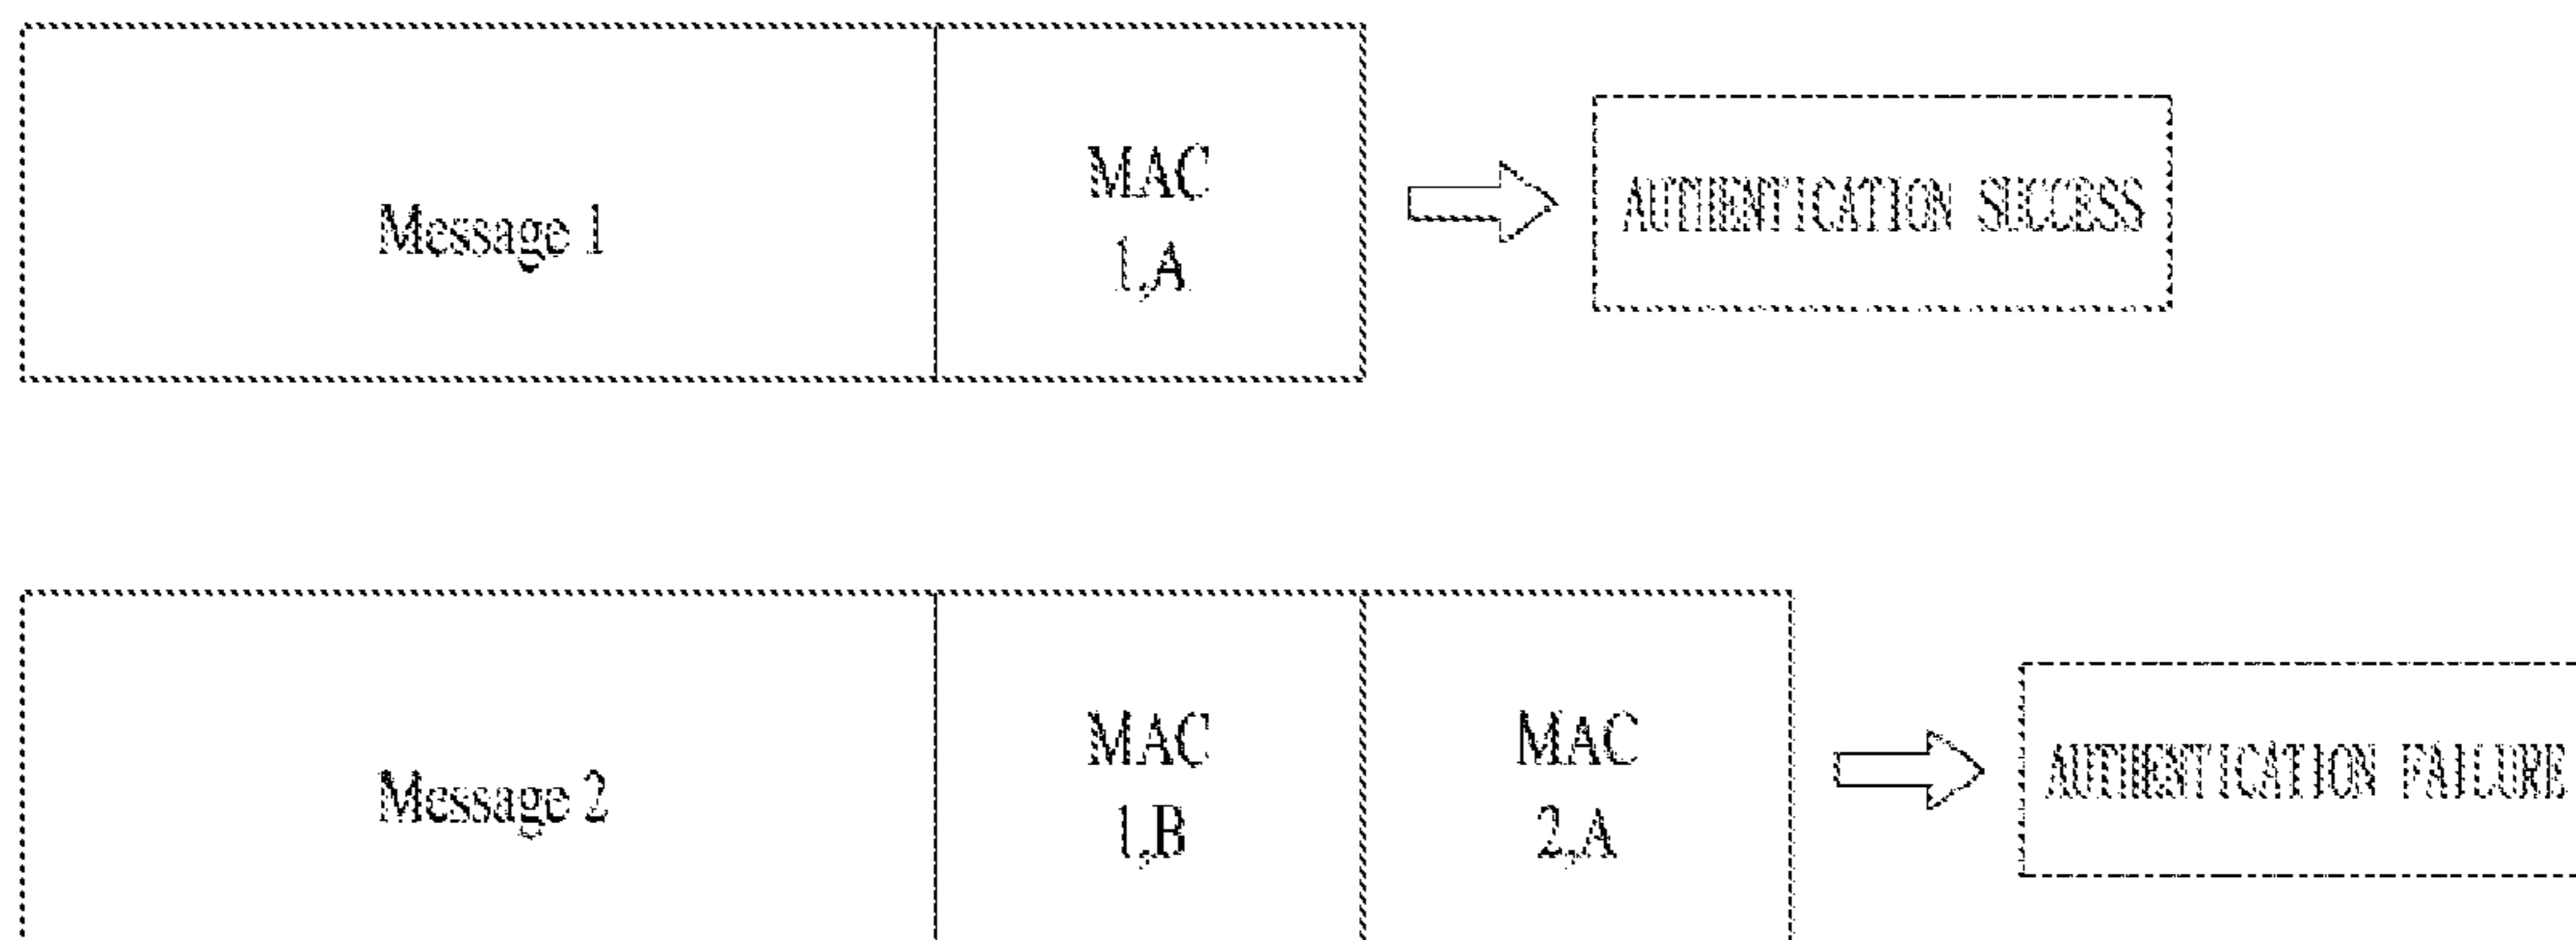 Message 1
MAC
1,A
AUTHENTICATION SUCCESS
Message 2
MAC
1,B
MAC
2,A
AUTHENTICATION FAILURE